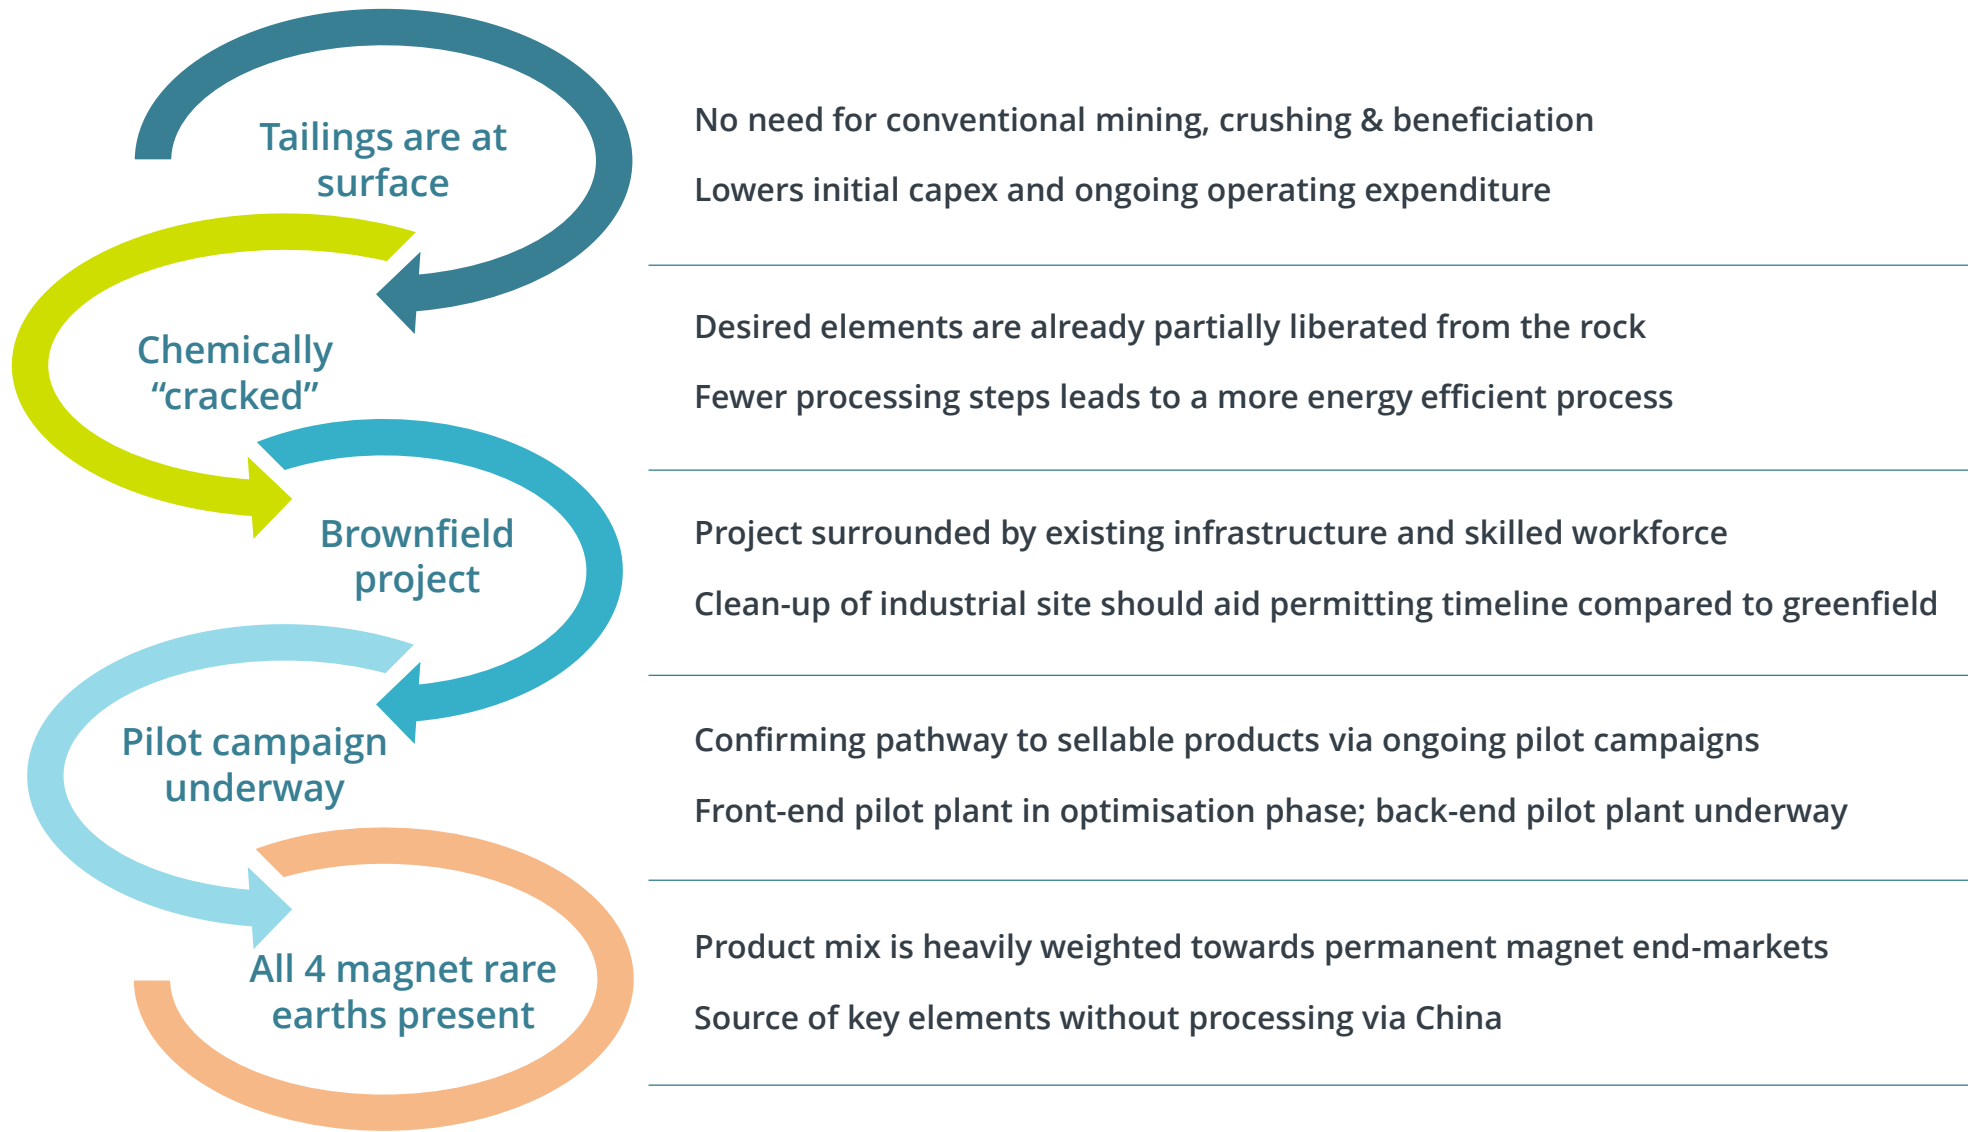 Tailings are at
surface
No need for conventional mining, crushing & beneficiation
Lowers initial capex and ongoing operating expenditure
Chemically
“cracked”
Desired elements are already partially liberated from the rock
Fewer processing steps leads to a more energy efficient process
Brownfield
project
Project surrounded by existing infrastructure and skilled workforce
Clean-up of industrial site should aid permitting timeline compared to greenfield
Pilot campaign
underway
Confirming pathway to sellable products via ongoing pilot campaigns
Front-end pilot plant in optimisation phase; back-end pilot plant underway
All 4 magnet rare
earths present
Product mix is heavily weighted towards permanent magnet end-markets
Source of key elements without processing via China